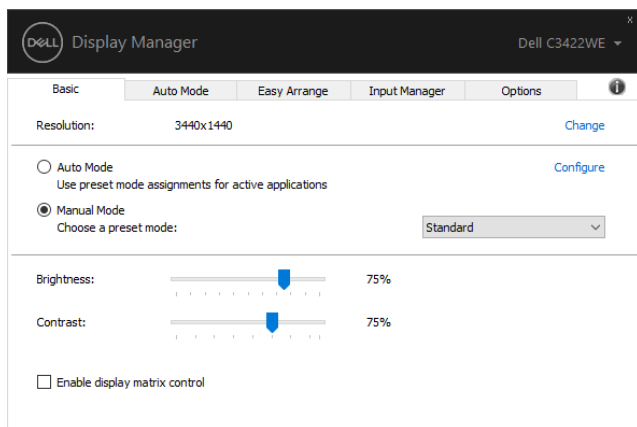 x
DELL Display Manager Dell C3422WE
Basic Auto Mode Easy Arrange Input Manager Options i
Resolution: 3440x1440 Change
Auto Mode Configure
Use preset mode assignments for active applications
Manual Mode
Choose a preset mode: Standard
Brightness: 75%
Contrast: 75%
Enable display matrix control